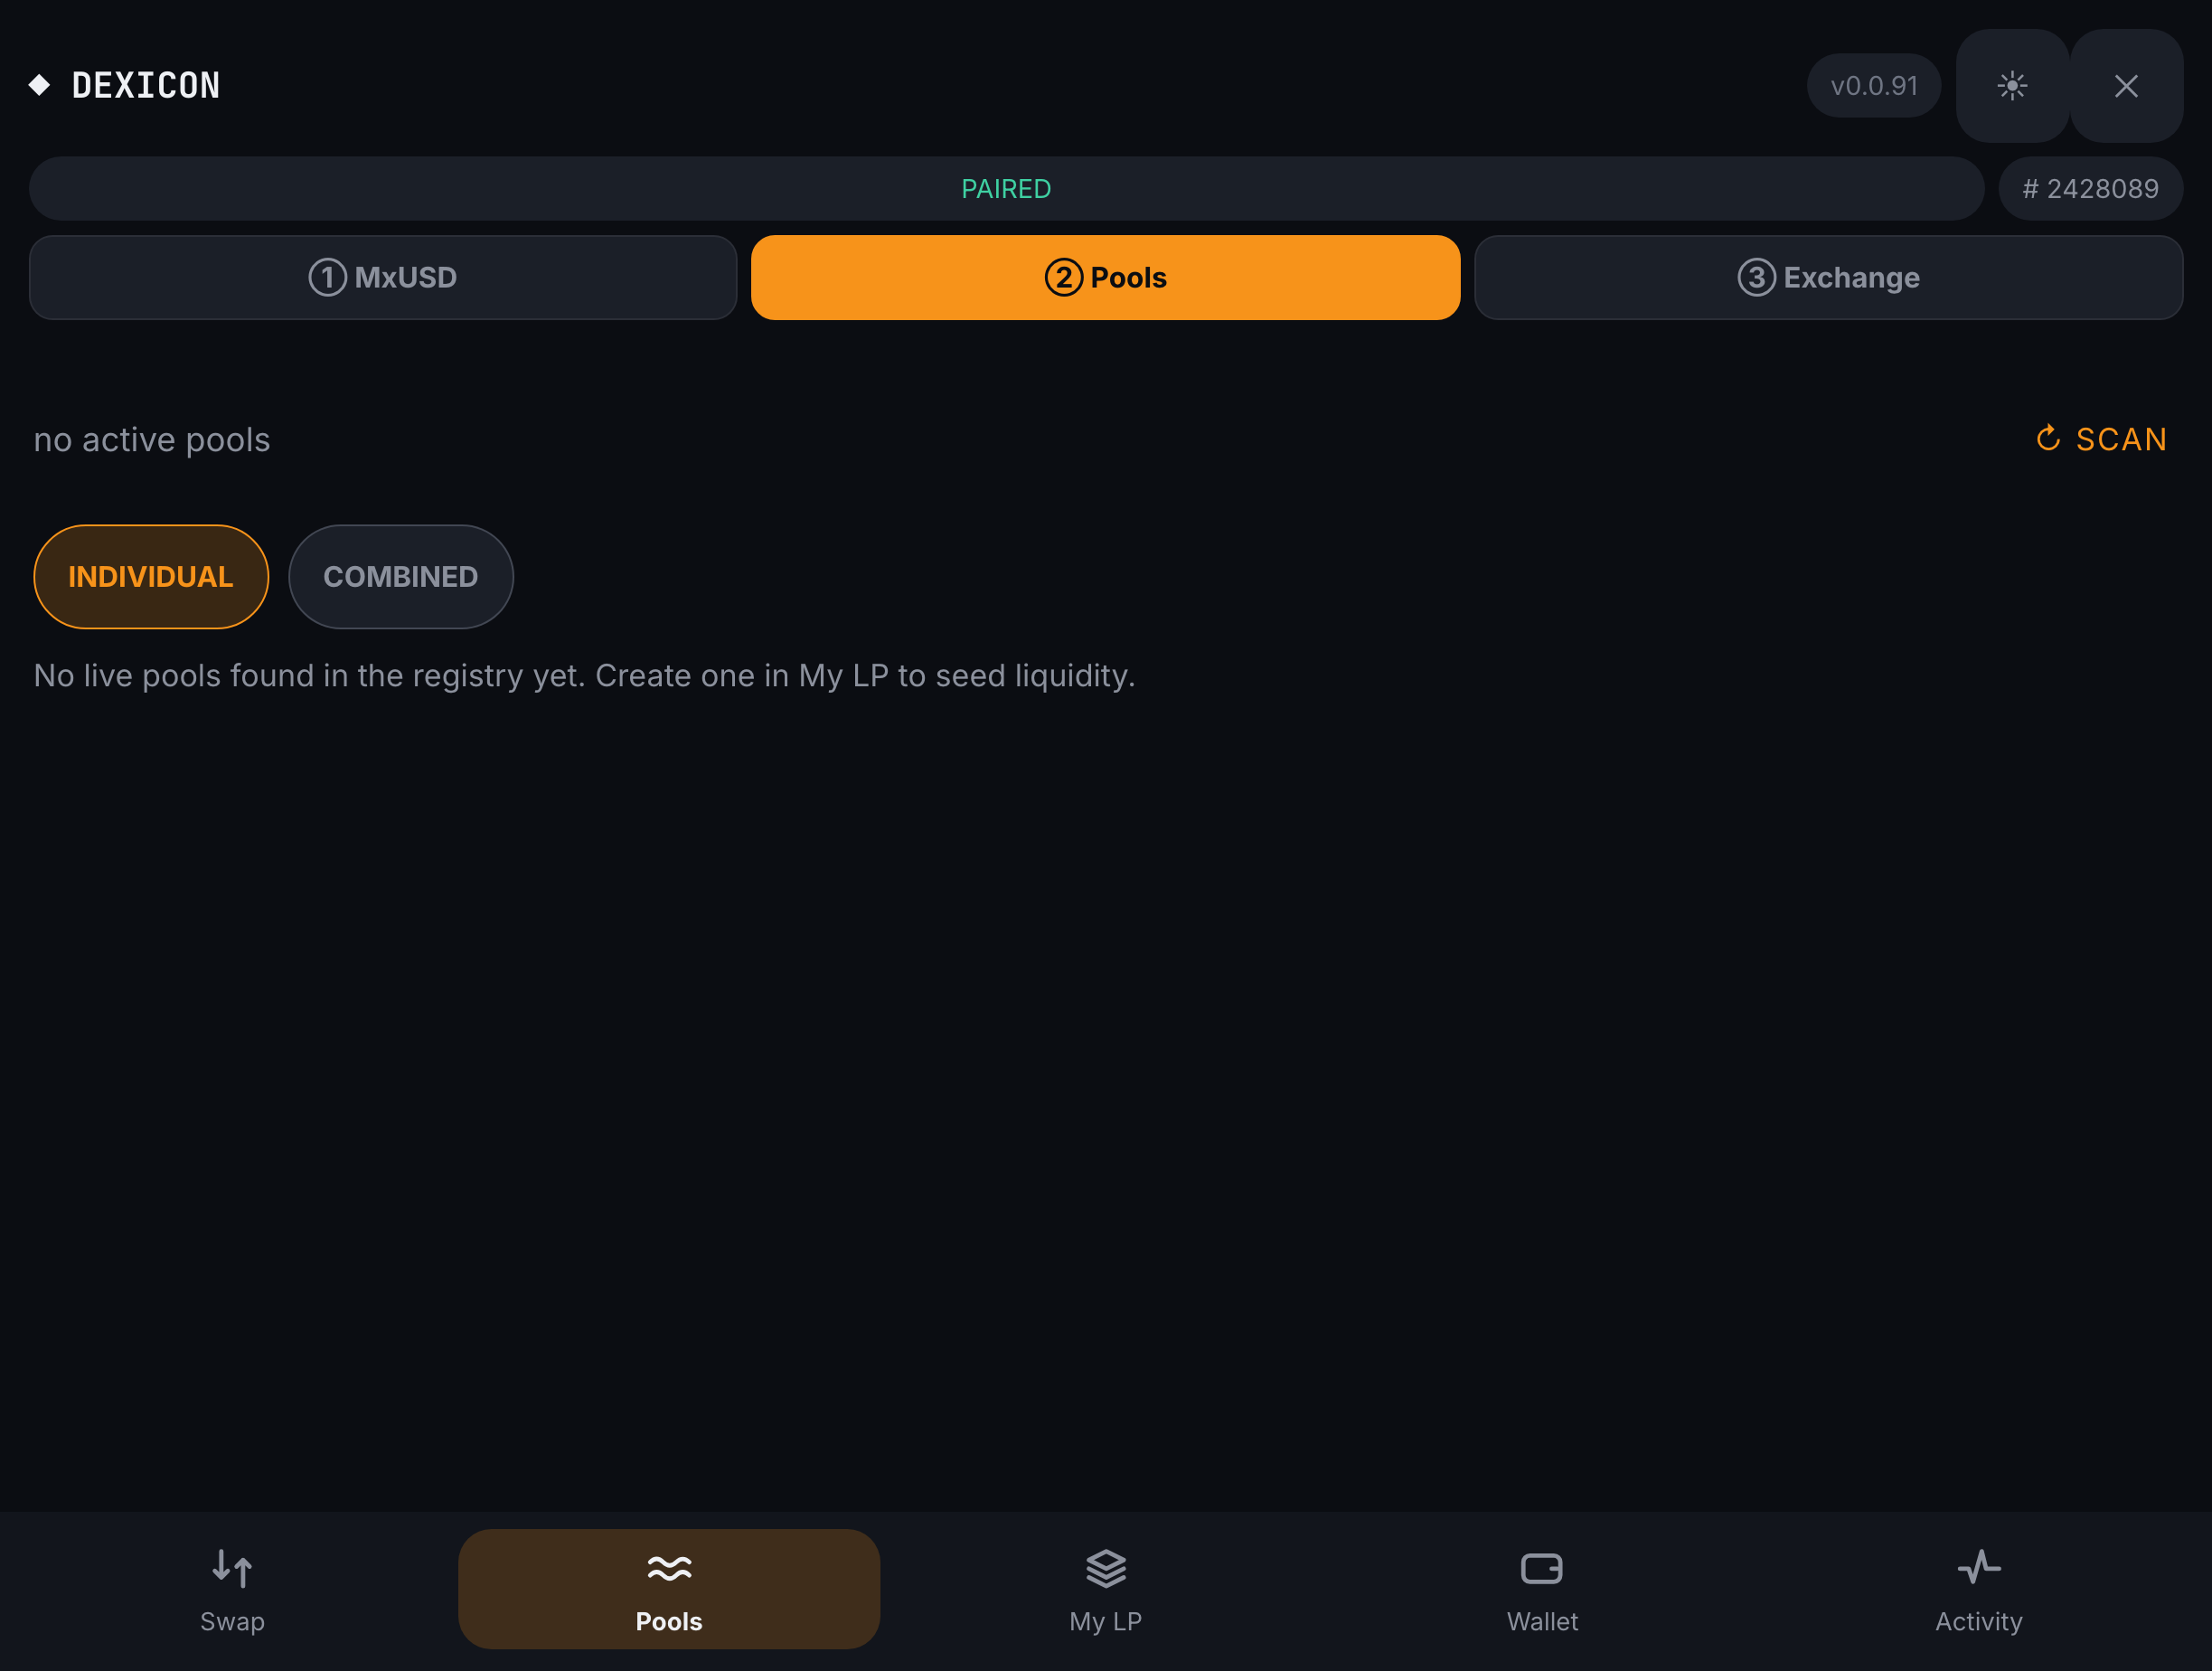 ◆ DEXICON
v0.0.91
PAIRED
# 2428089
① MxUSD
② Pools
③ Exchange
no active pools
↻ SCAN
INDIVIDUAL
COMBINED
No live pools found in the registry yet. Create one in My LP to seed liquidity.
Swap
Pools
My LP
Wallet
Activity